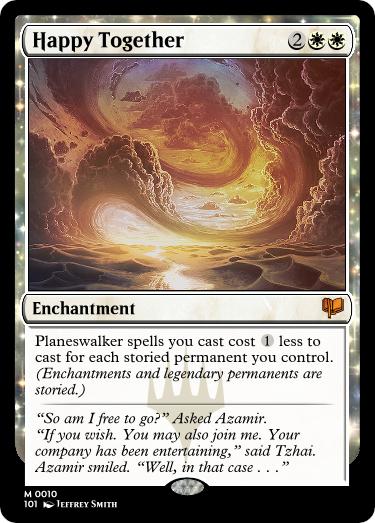 Happy Together 2
Enchantment
Planeswalker spells you cast cost 1 less to
cast for each storied permanent you control.
(Enchantments and legendary permanents are
storied.)
“So am I free to go?” Asked Azamir.
“If you wish. You may also join me. Your
company has been entertaining,” said Tzhai.
Azamir smiled. “Well, in that case . . .”
M 0010
101 Jeffrey Smith